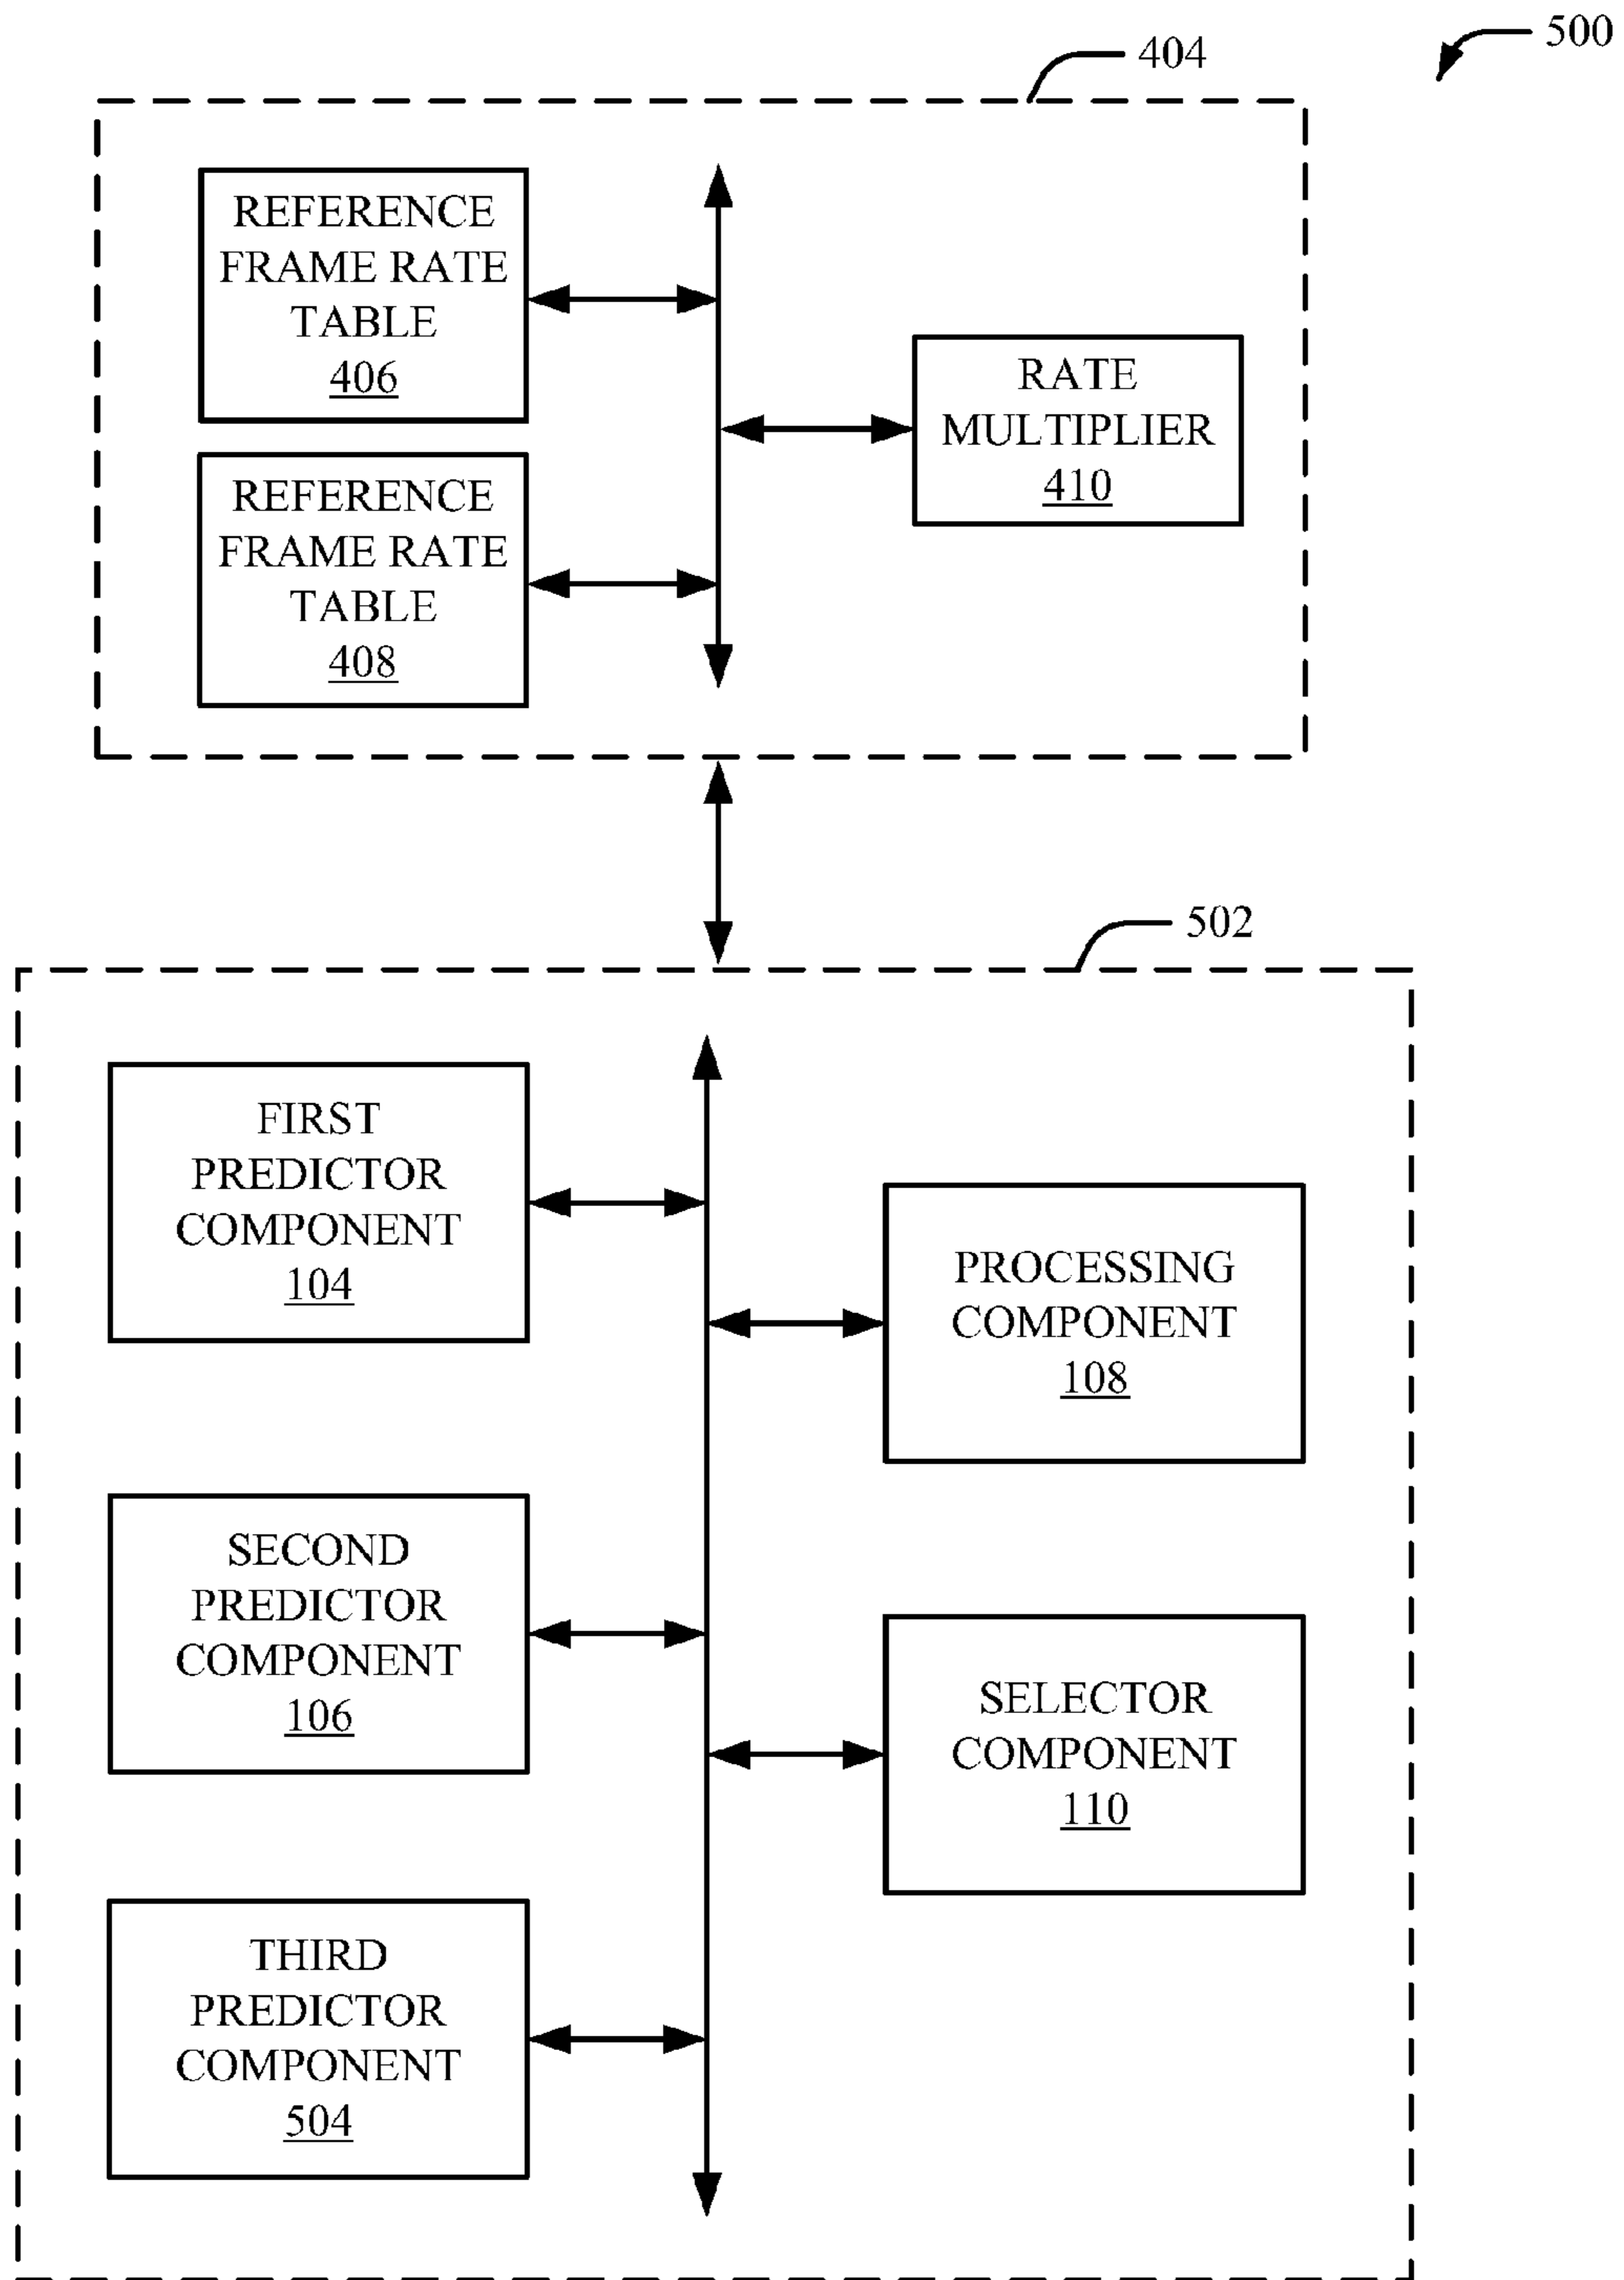 500
404
REFERENCE
FRAME RATE
TABLE
406
RATE
MULTIPLIER
410
REFERENCE
FRAME RATE
TABLE
408
502
FIRST
PREDICTOR
COMPONENT
104
PROCESSING
COMPONENT
108
SECOND
PREDICTOR
COMPONENT
106
SELECTOR
COMPONENT
110
THIRD
PREDICTOR
COMPONENT
504